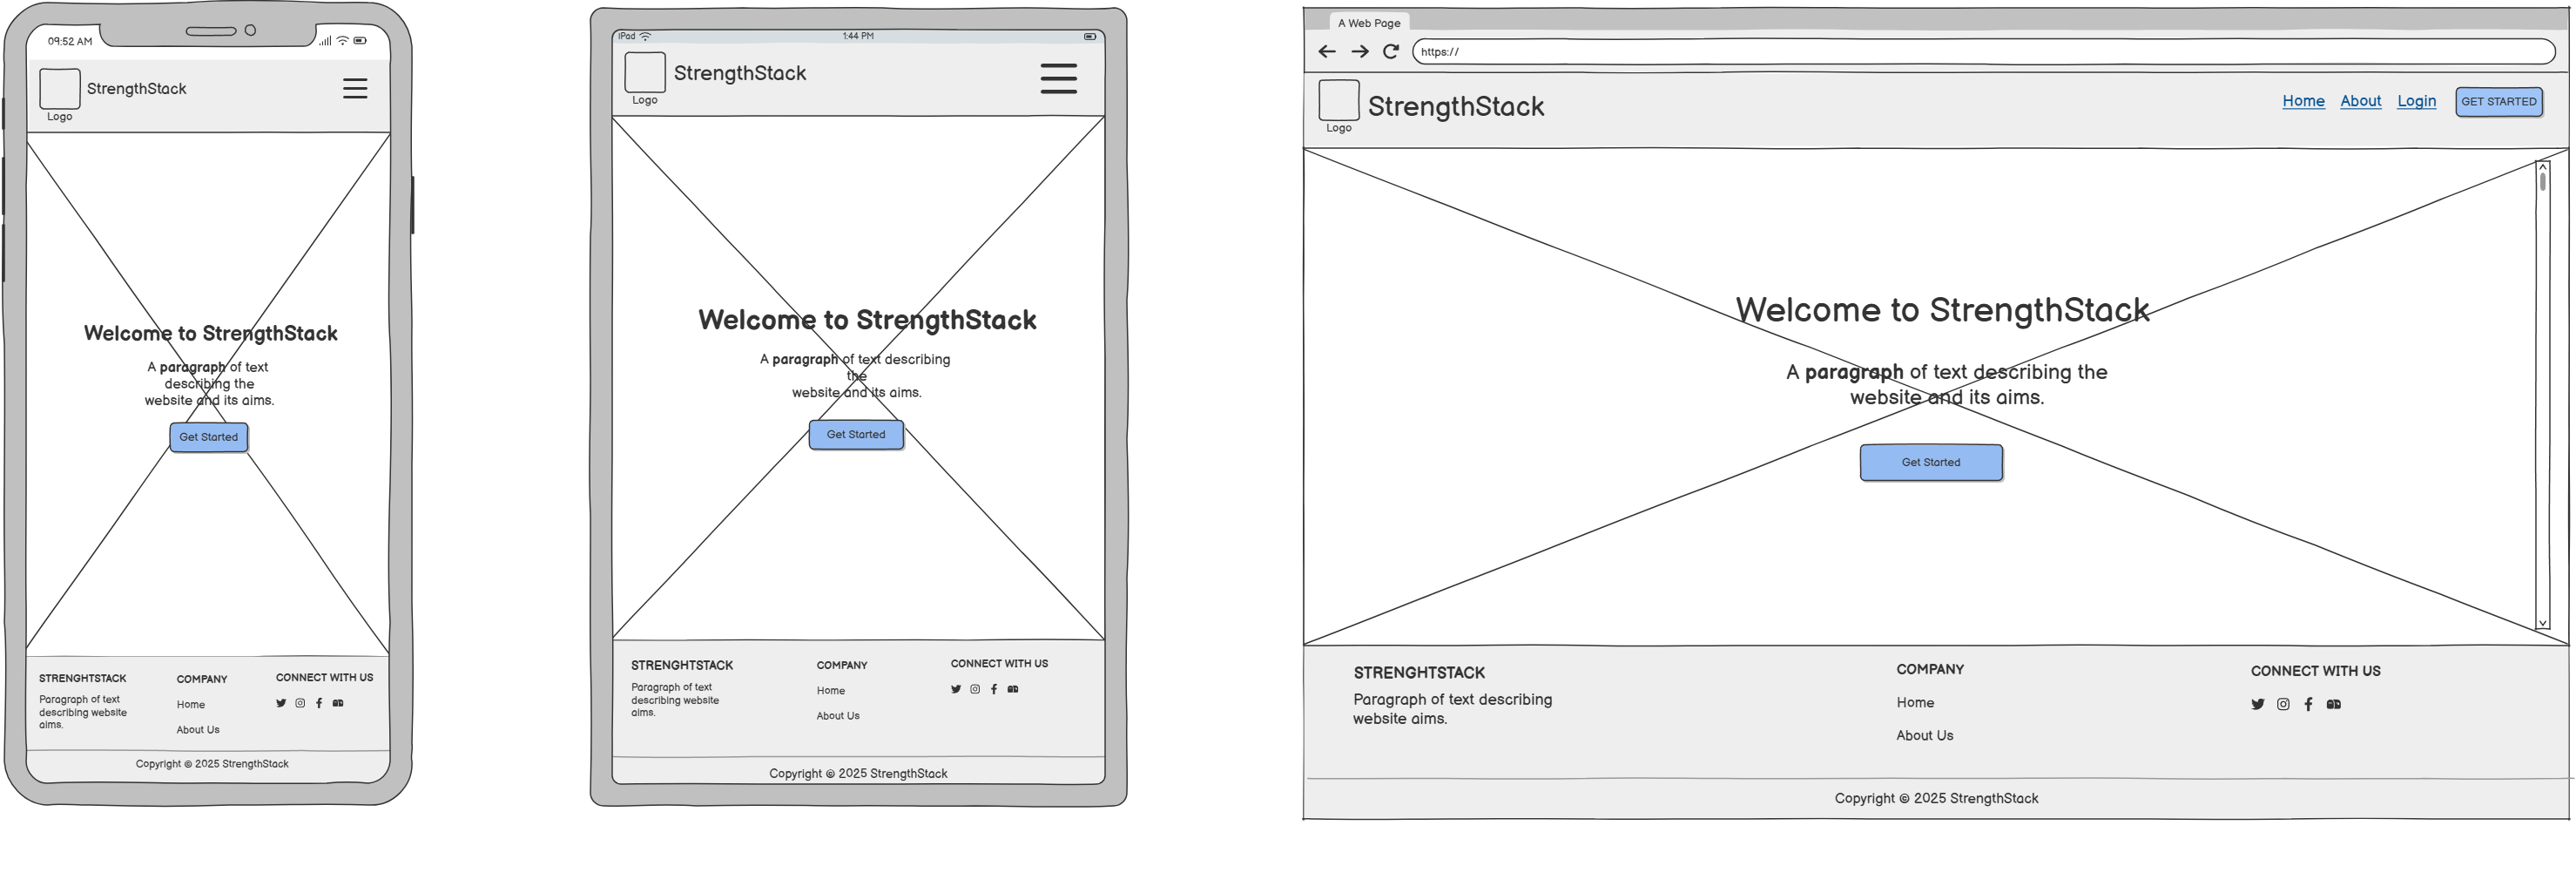 09:52 AM
StrengthStack
Logo
Welcome to StrengthStack
A paragraph of text
describing the
website and its aims.
Get Started
STRENGHTSTACK
Paragraph of text
describing website
aims.
COMPANY
Home
About Us
CONNECT WITH US
Copyright © 2025 StrengthStack
iPad
1:44 PM
StrengthStack
Logo
Welcome to StrengthStack
A paragraph of text describing
the
website and its aims.
Get Started
STRENGHTSTACK
Paragraph of text
describing website
aims.
COMPANY
Home
About Us
CONNECT WITH US
Copyright © 2025 StrengthStack
A Web Page
https://
StrengthStack
Logo
Home About Login GET STARTED
Welcome to StrengthStack
A paragraph of text describing the
website and its aims.
Get Started
STRENGHTSTACK
Paragraph of text describing
website aims.
COMPANY
Home
About Us
CONNECT WITH US
Copyright © 2025 StrengthStack